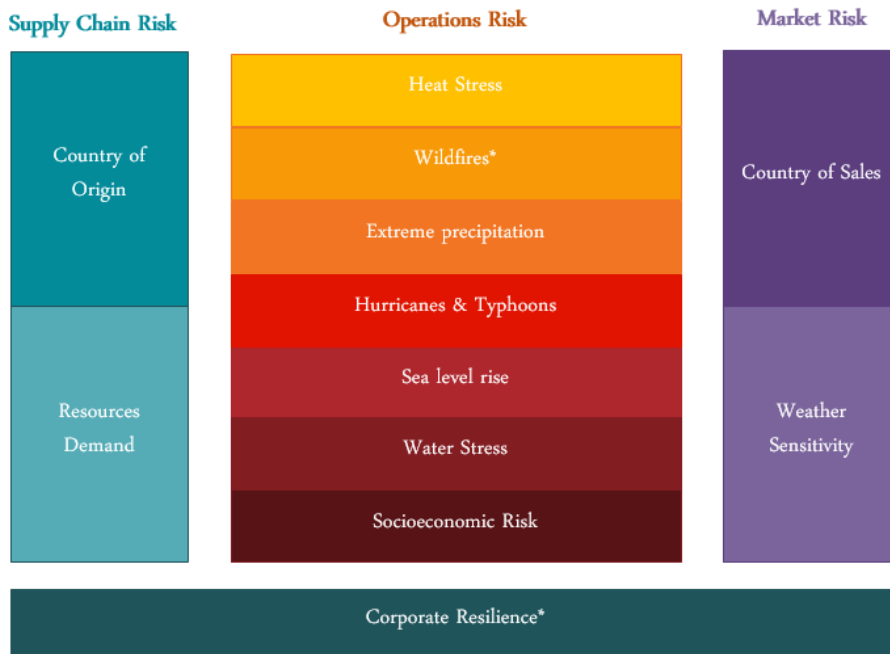 Supply Chain Risk
Operations Risk
Market Risk
Country of
Origin
Resources
Demand
Heat Stress
Wildfires*
Extreme precipitation
Hurricanes & Typhoons
Sea level rise
Water Stress
Socioeconomic Risk
Country of Sales
Weather
Sensitivity
Corporate Resilience*